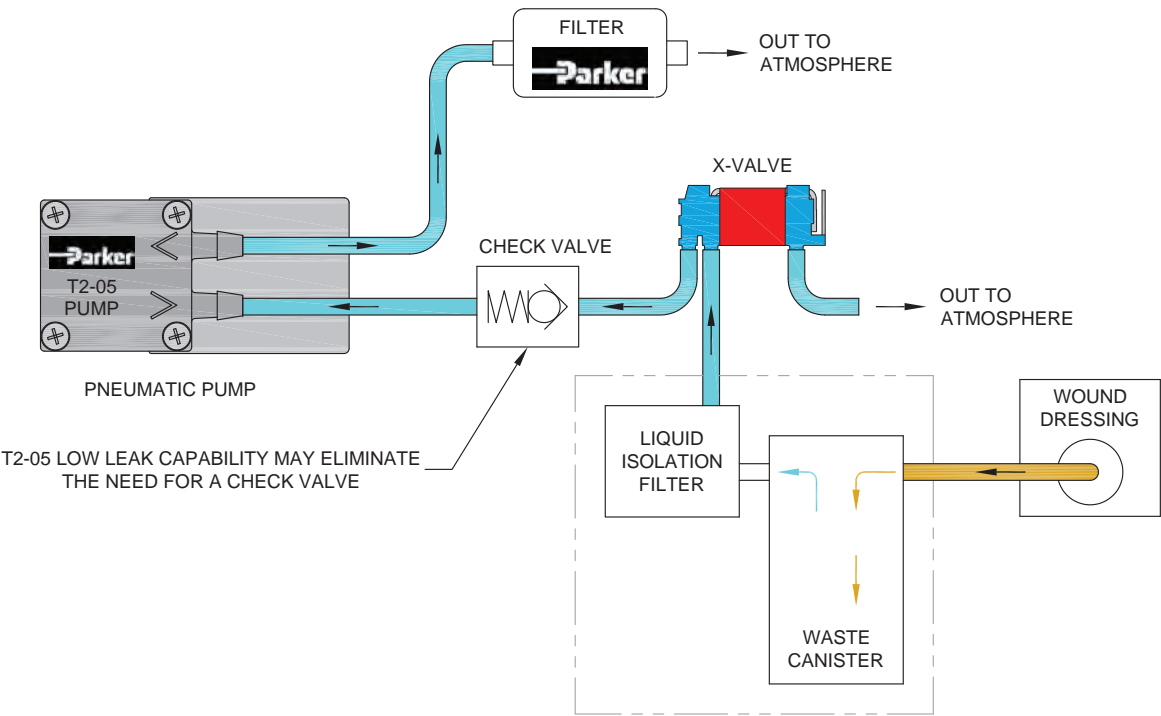 FILTER
Parker
OUT TO
ATMOSPHERE
X-VALVE
Parker
T2-05
PUMP
CHECK VALVE
OUT TO
ATMOSPHERE
PNEUMATIC PUMP
T2-05 LOW LEAK CAPABILITY MAY ELIMINATE
THE NEED FOR A CHECK VALVE
LIQUID
ISOLATION
FILTER
WOUND
DRESSING
WASTE
CANISTER